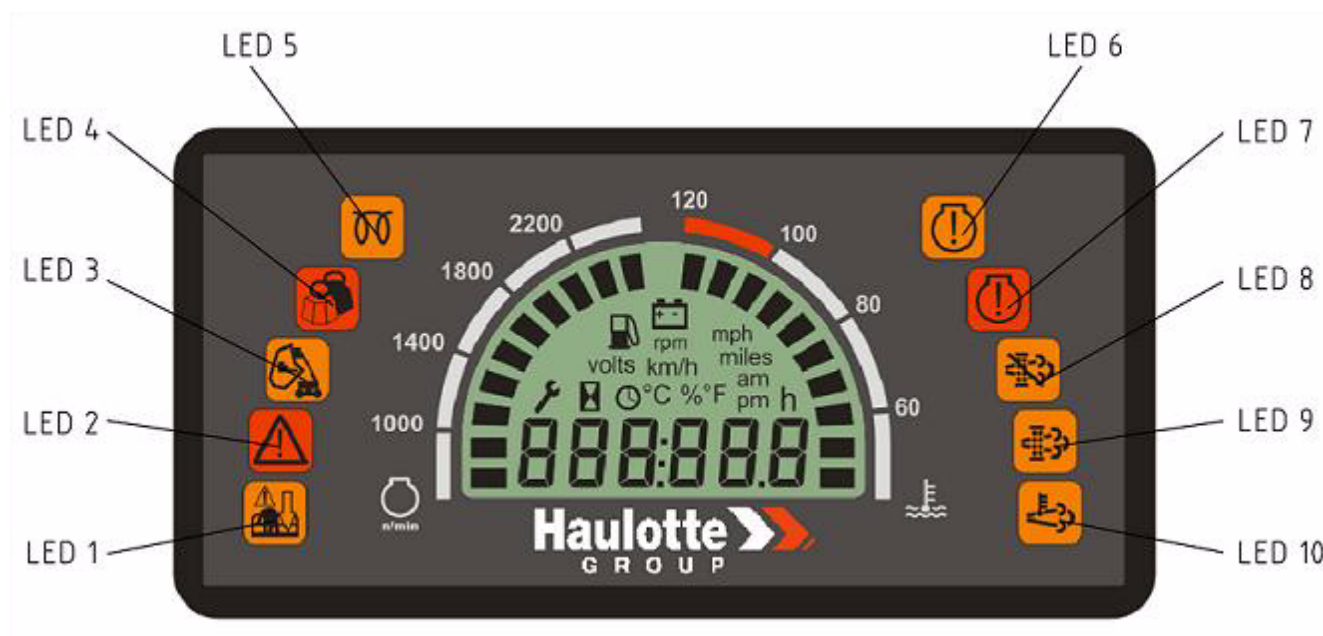 LED 5
LED 6
LED 4
LED 7
120
2200
100
LED 3
LED 8
1800
80
mph
rpm
1400
volts
km/h
miles
am
°C
%°F
pm
h
LED 2
60
LED 9
1000
888:88.8
n/min
Haulotte
GROUP
LED 1
LED 10